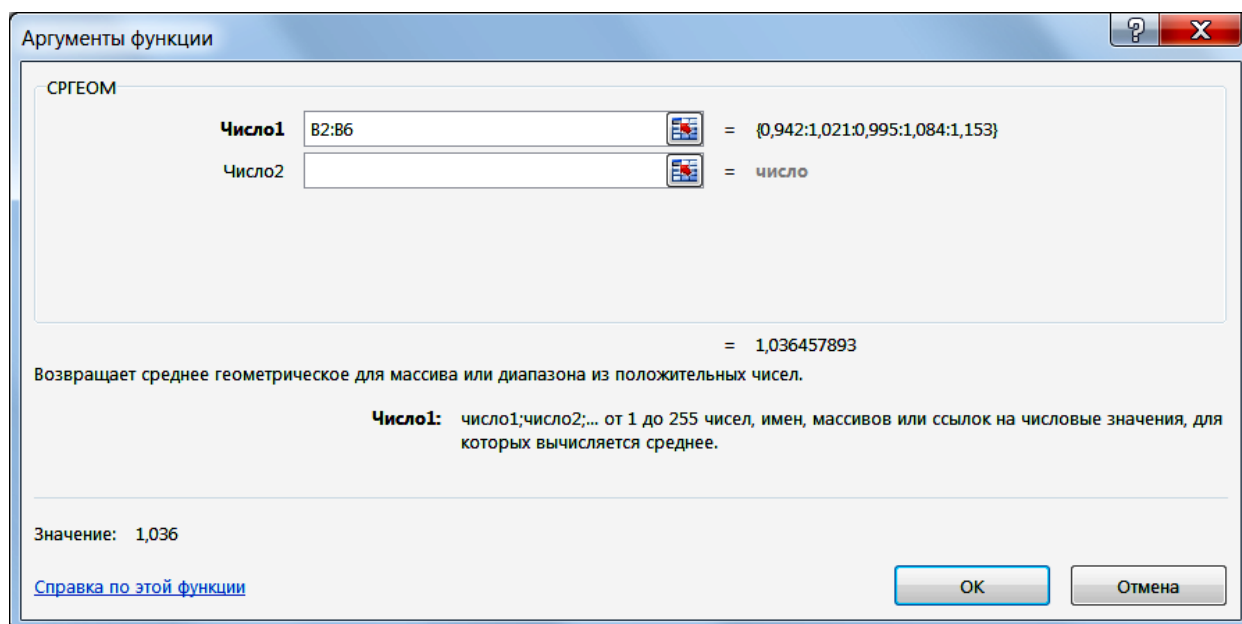 Аргументы функции
СРГЕОМ
Число1 B2:B6 = {0,942:1,021:0,995:1,084:1,153}
Число2 = число
= 1,036457893
Возвращает среднее геометрическое для массива или диапазона из положительных чисел.
Число1: число1;число2;... от 1 до 255 чисел, имен, массивов или ссылок на числовые значения, для
которых вычисляется среднее.
Значение: 1,036
Справка по этой функции
ОК Отмена